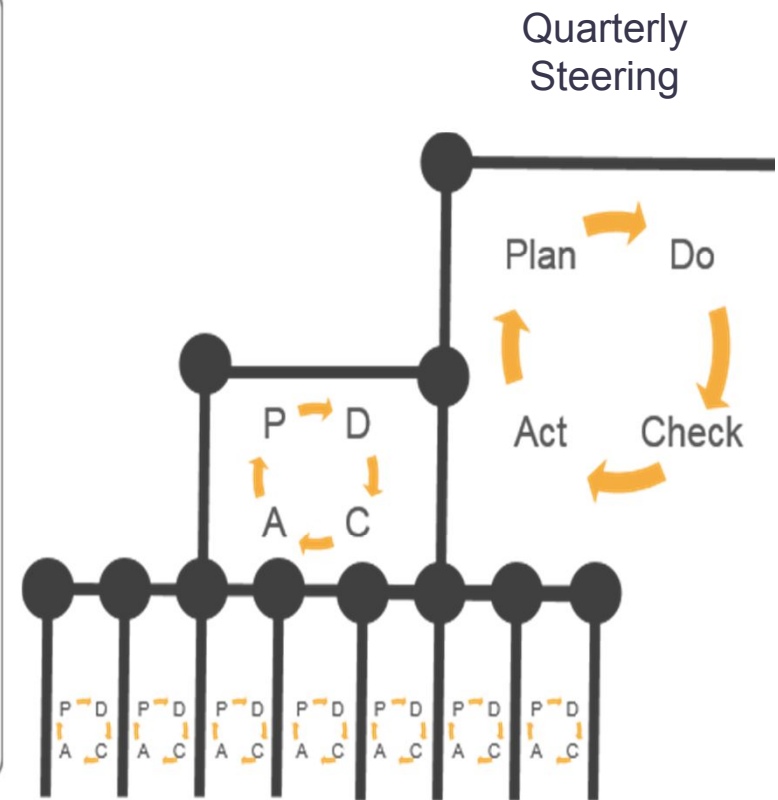 Quarterly
Steering
Plan Do
Act Check
P D
A C
P D P D P D P D P D P D P D
A C A C A C A C A C A C A C